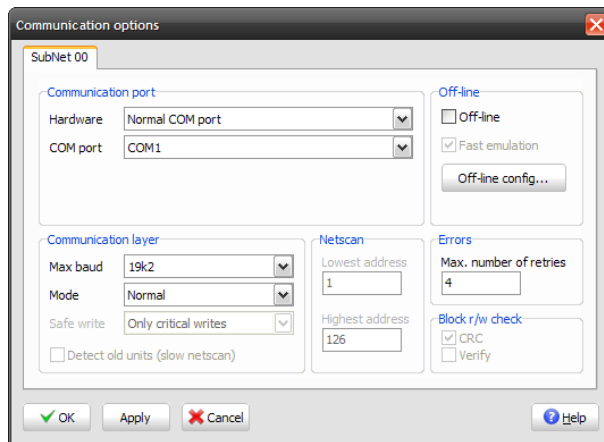 Communication options
SubNet 00
Communication port
Hardware Normal COM port
COM port COM1
Off-line
Off-line
Fast emulation
Off-line config...
Communication layer
Max baud 19k2
Mode Normal
Safe write Only critical writes
Detect old units (slow netscan)
Netscan
Lowest address
1
Highest address
126
Errors
Max. number of retries
4
Block r/w check
CRC
Verify
OK Apply Cancel Help